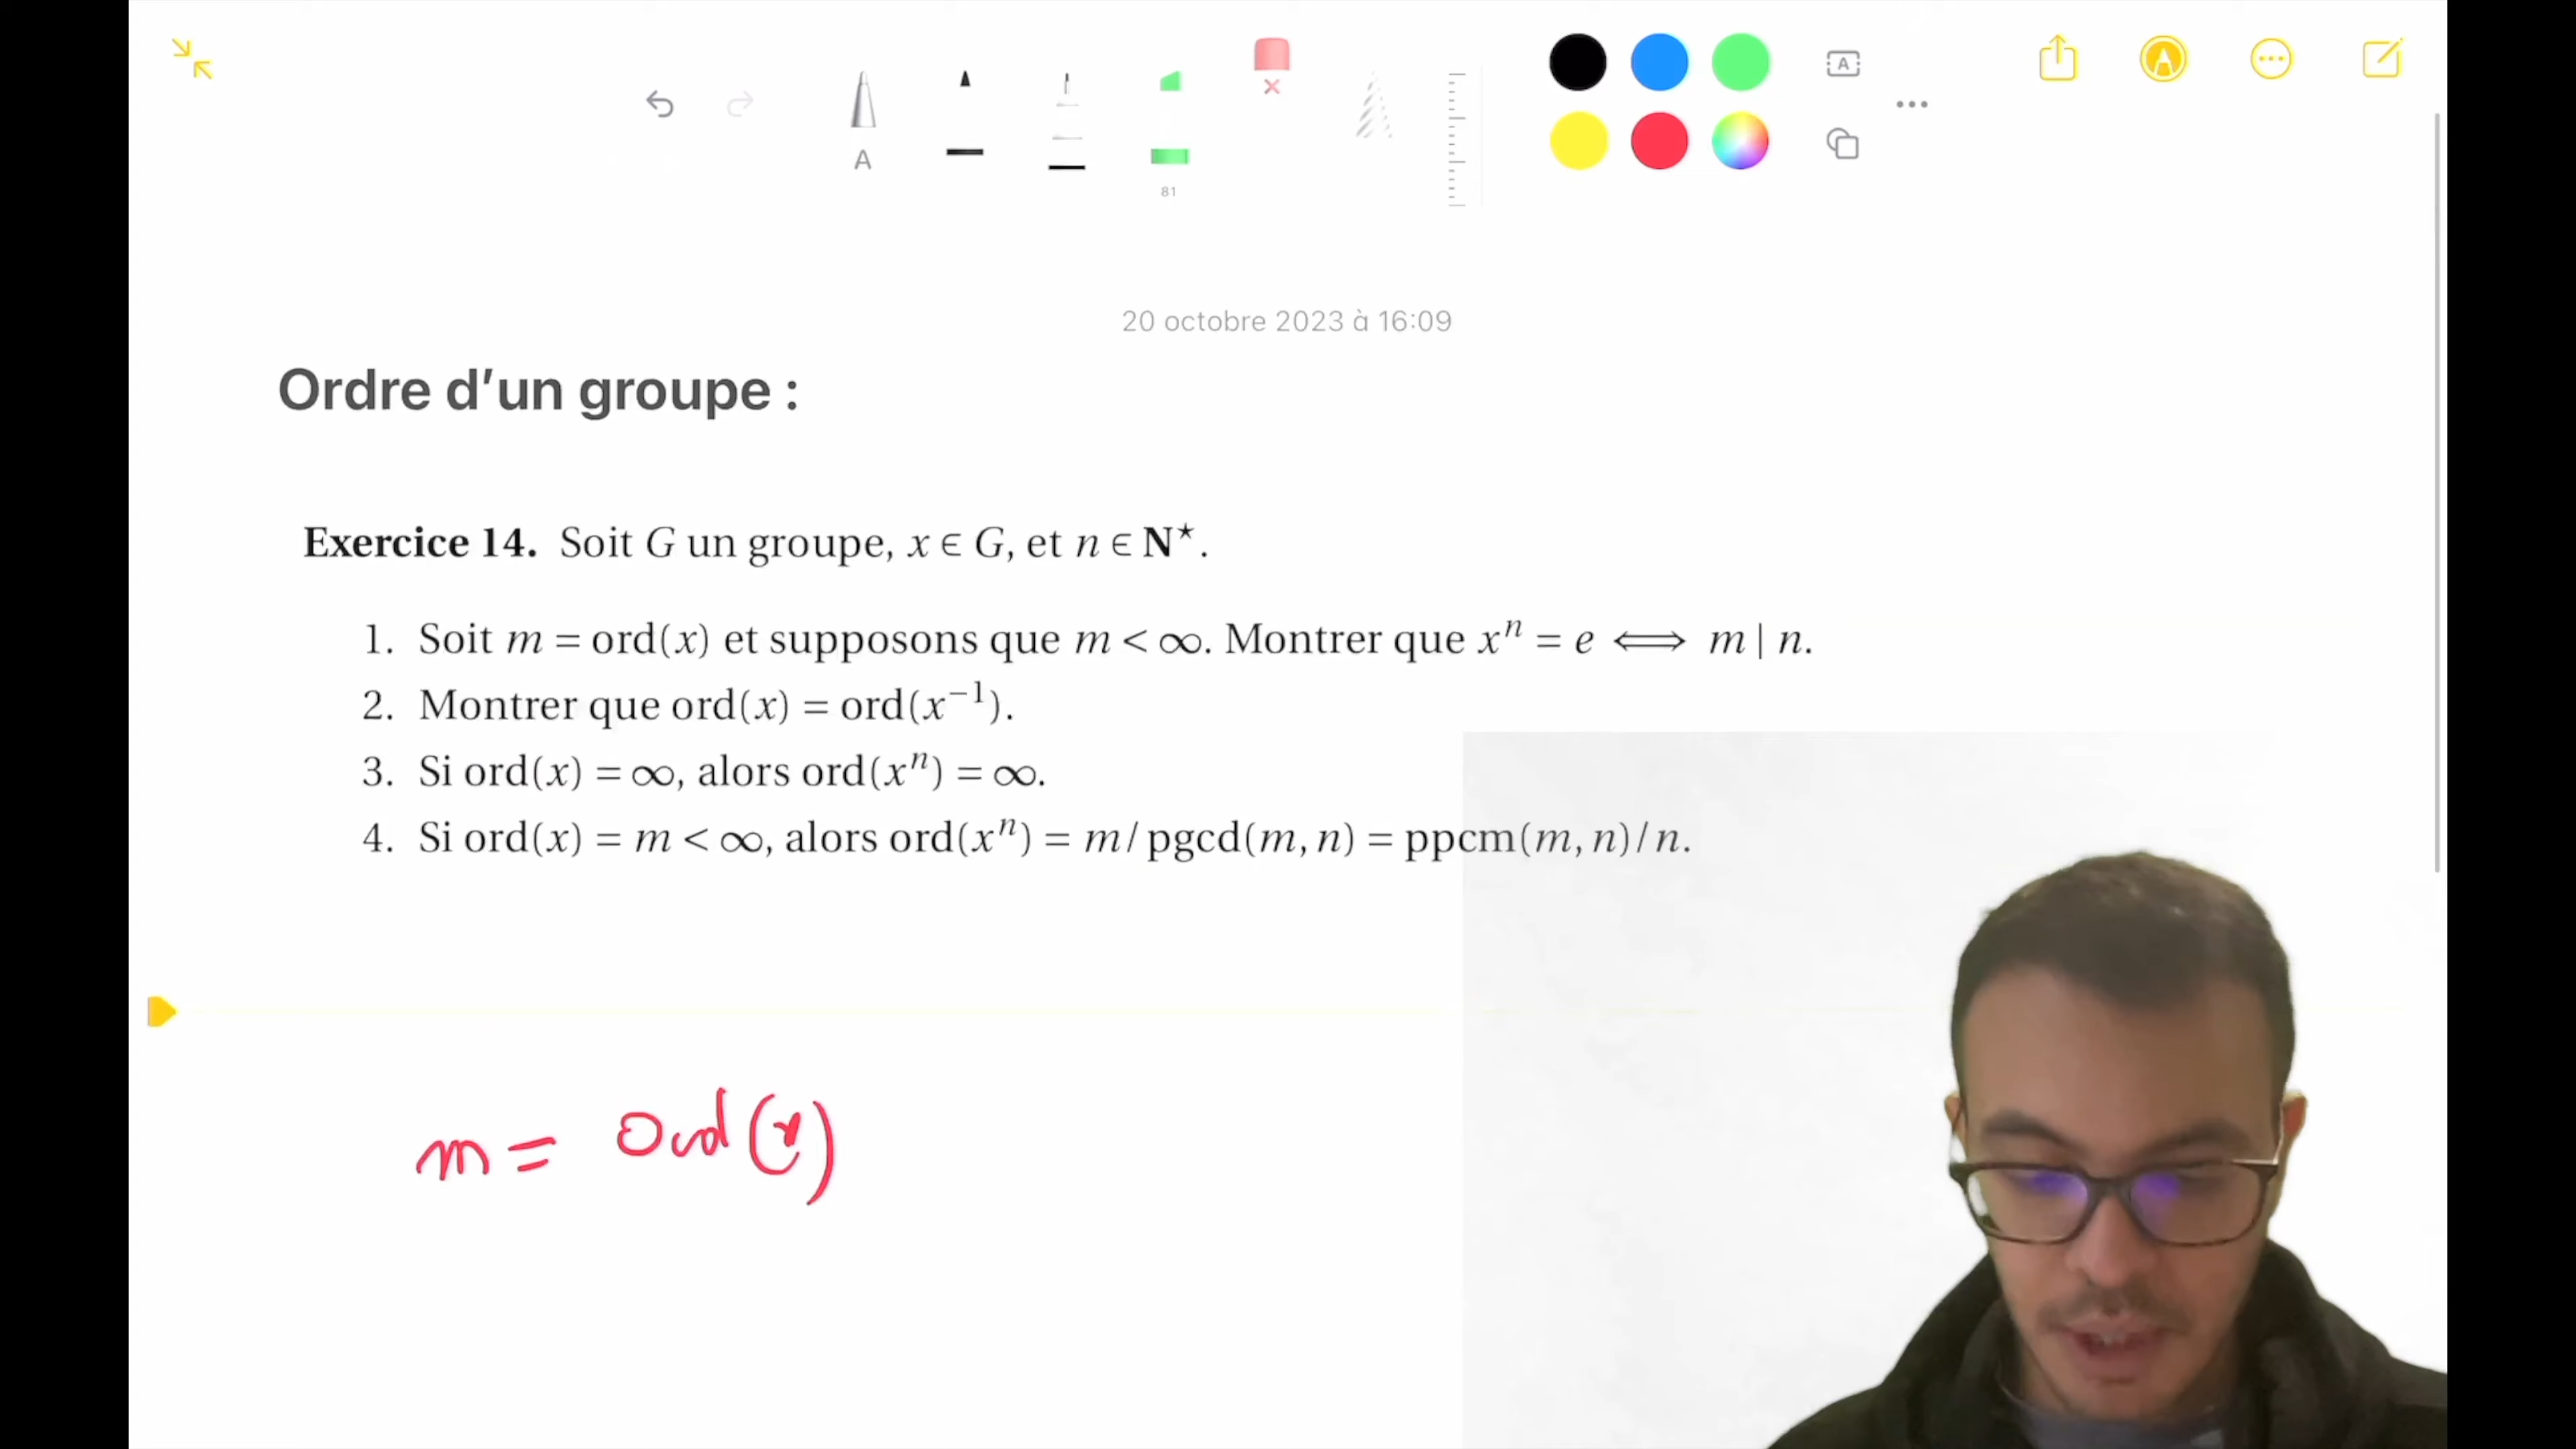 A
81
A
20 octobre 2023 à 16:09
Ordre d'un groupe :
Exercice 14. Soit G un groupe, x ∈ G, et n ∈ N*.
1. Soit m = ord(x) et supposons que m < ∞. Montrer que xⁿ = e ⟺ m | n.
2. Montrer que ord(x) = ord(x⁻¹).
3. Si ord(x) = ∞, alors ord(xⁿ) = ∞.
4. Si ord(x) = m < ∞, alors ord(xⁿ) = m/pgcd(m, n) = ppcm(m, n)/n.
m = Ord(x)